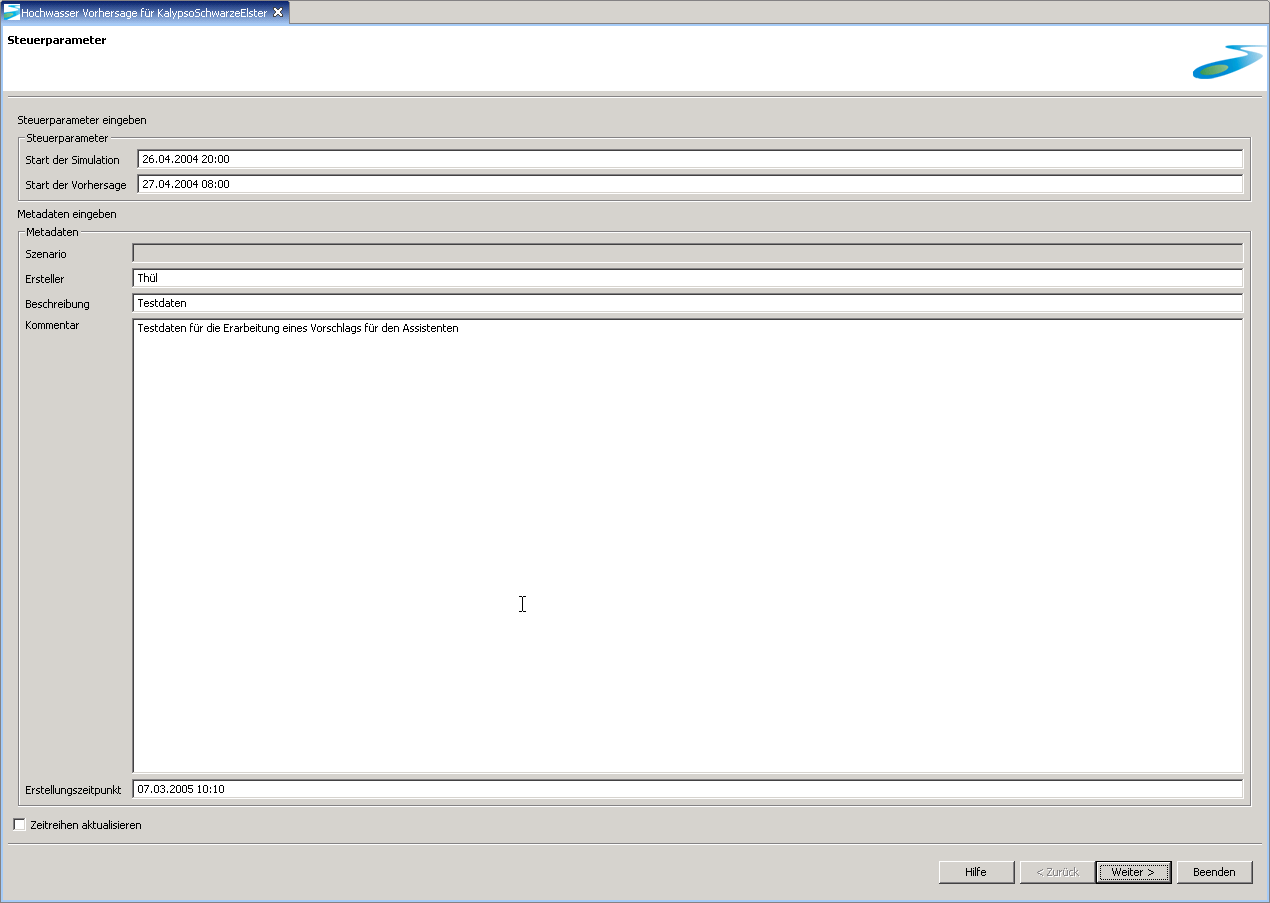 Hochwasser Vorhersage für KalypsoSchwarzeElster
Steuerparameter
Steuerparameter eingeben
Steuerparameter
Start der Simulation 26.04.2004 20:00
Start der Vorhersage 27.04.2004 08:00
Metadaten eingeben
Metadaten
Szenario
Ersteller Thül
Beschreibung Testdaten
Kommentar Testdaten für die Erarbeitung eines Vorschlags für den Assistenten
Erstellungszeitpunkt 07.03.2005 10:10
Zeitreihen aktualisieren
Hilfe < Zurück Weiter > Beenden